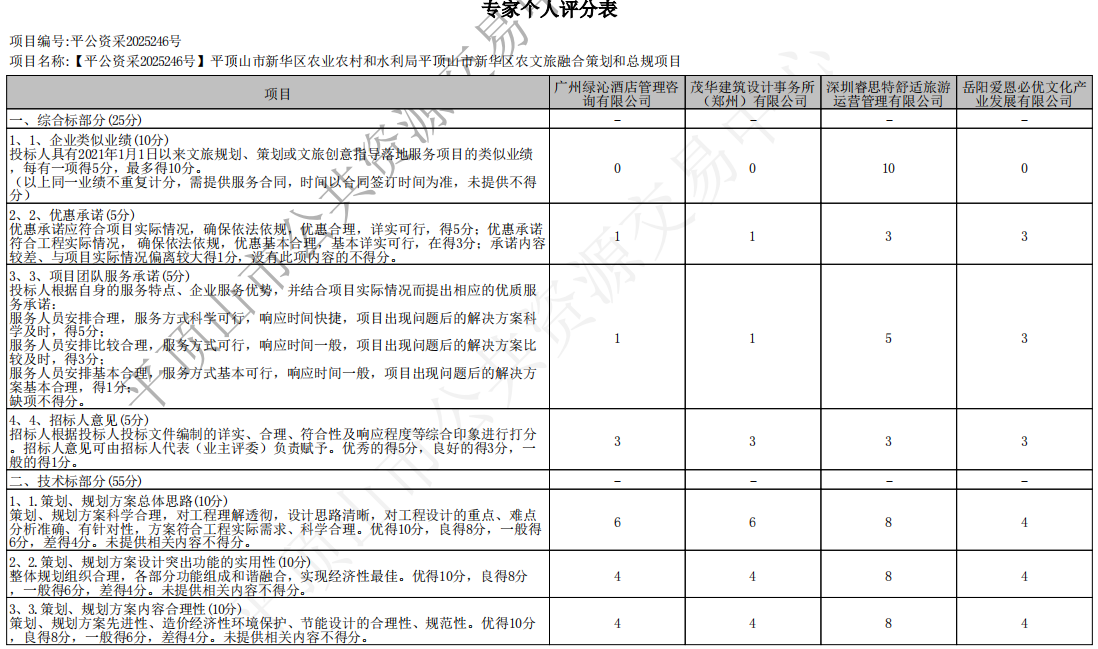 专家个人评分表
项目编号:平公资采2025246号
项目名称:【平公资采2025246号】平顶山市新华区农业农村和水利局平顶山市新华区农文旅融合策划和总规项目
项目
广州绿沁酒店管理咨
询有限公司
茂华建筑设计事务所
（郑州）有限公司
深圳睿思特舒适旅游
运营管理有限公司
岳阳爱恩必优文化产
业发展有限公司
一、综合标部分(25分)
－ － － －
1、1、企业类似业绩(10分)
投标人具有2021年1月1日以来文旅规划、策划或文旅创意指导落地服务项目的类似业绩
，每有一项得5分，最多得10分。
（以上同一业绩不重复计分，需提供服务合同，时间以合同签订时间为准，未提供不得
分）
0 0 10 0
2、2、优惠承诺(5分)
优惠承诺应符合项目实际情况，确保依法依规，优惠合理，详实可行，得5分；优惠承诺
符合工程实际情况， 确保依法依规，优惠基本合理，基本详实可行，在得3分；承诺内容
较差、与项目实际情况偏离较大得1分，没有此项内容的不得分。
1 1 3 3
3、3、项目团队服务承诺(5分)
投标人根据自身的服务特点、企业服务优势，并结合项目实际情况而提出相应的优质服
务承诺：
服务人员安排合理，服务方式科学可行，响应时间快捷，项目出现问题后的解决方案科
学及时，得5分；
服务人员安排比较合理，服务方式可行，响应时间一般，项目出现问题后的解决方案比
较及时，得3分；
服务人员安排基本合理，服务方式基本可行，响应时间一般，项目出现问题后的解决方
案基本合理，得1分；
缺项不得分。
1 1 5 3
4、4、招标人意见(5分)
招标人根据投标人投标文件编制的详实、合理、符合性及响应程度等综合印象进行打分
。招标人意见可由招标人代表（业主评委）负责赋予。优秀的得5分，良好的得3分，一
般的得1分。
3 3 3 3
二、技术标部分(55分)
－ － － －
1、1.策划、规划方案总体思路(10分)
策划、规划方案科学合理，对工程理解透彻，设计思路清晰，对工程设计的重点、难点
分析准确、有针对性，方案符合工程实际需求、科学合理。优得10分，良得8分，一般得
6分，差得4分。未提供相关内容不得分。
6 6 8 4
2、2.策划、规划方案设计突出功能的实用性(10分)
整体规划组织合理，各部分功能组成和谐融合，实现经济性最佳。优得10分，良得8分
，一般得6分，差得4分。未提供相关内容不得分。
4 4 8 4
3、3.策划、规划方案内容合理性(10分)
策划、规划方案先进性、造价经济性环境保护、节能设计的合理性、规范性。优得10分
，良得8分，一般得6分，差得4分。未提供相关内容不得分。
4 4 8 4
平顶山市公共资源交易中心
平顶山市公共资源交易中心